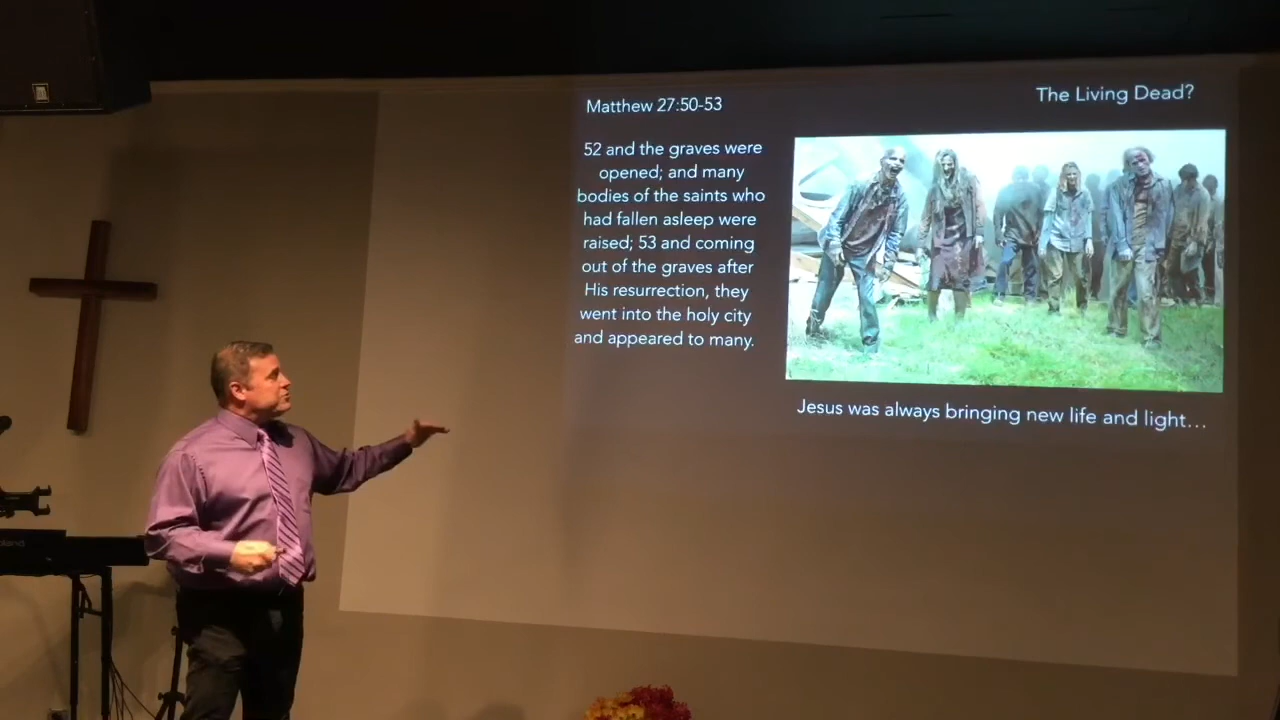 Matthew 27:50-53
The Living Dead?
52 and the graves were
opened; and many
bodies of the saints who
had fallen asleep were
raised; 53 and coming
out of the graves after
His resurrection, they
went into the holy city
and appeared to many.
Jesus was always bringing new life and light...